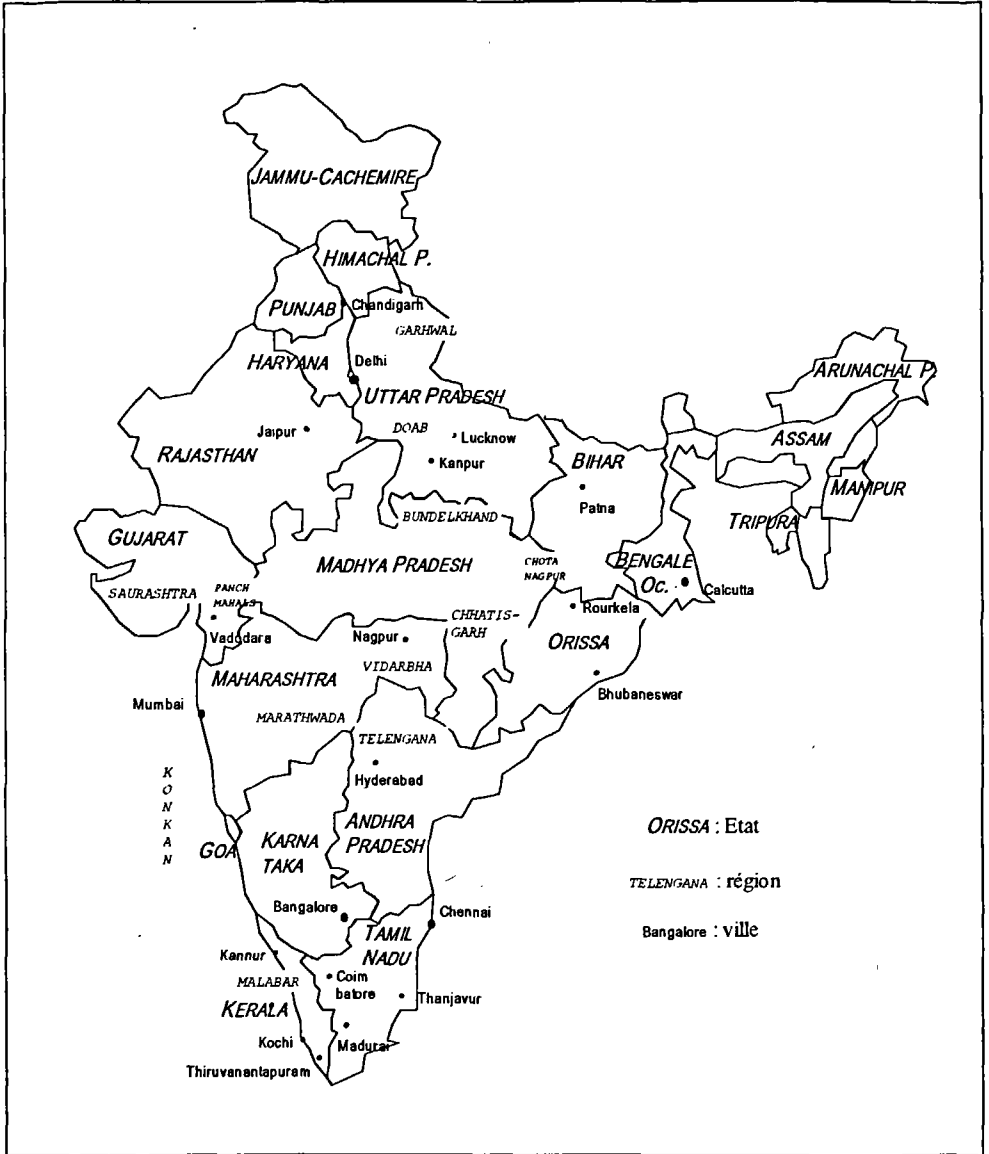 JAMMU-CACHEMIRE
HIMACHAL P.
PUNJAB
Chandigarh
GARHWAL
HARYANA
Delhi
ARUNACHAL P.
UTTAR PRADESH
DOAB
Jaipur
Lucknow
ASSAM
RAJASTHAN
Kanpur
BIHAR
MANIPUR
Patna
BUNDELKHAND
TRIPURA
GUJARAT
MADHYA PRADESH
CHOTA
NAGPUR
BENGALE
OC.
Calcutta
SAURASHTRA
PANCH
MAHALS
Vadodara
CHHATIS-
GARH
Rourkela
Nagpur
ORISSA
VIDARBHA
MAHARASHTRA
Bhubaneswar
Mumbai
MARATHWADA
TELENGANA
Hyderabad
KONKAN
GOA
KARNA
TAKA
ANDHRA
PRADESH
ORISSA : Etat
TELENGANA : région
Bangalore : ville
Bangalore
Chennai
TAMIL
NADU
Kannur
MALABAR
Coim
batore
Thanjavur
KERALA
Kochi
Madurai
Thiruvanantapuram